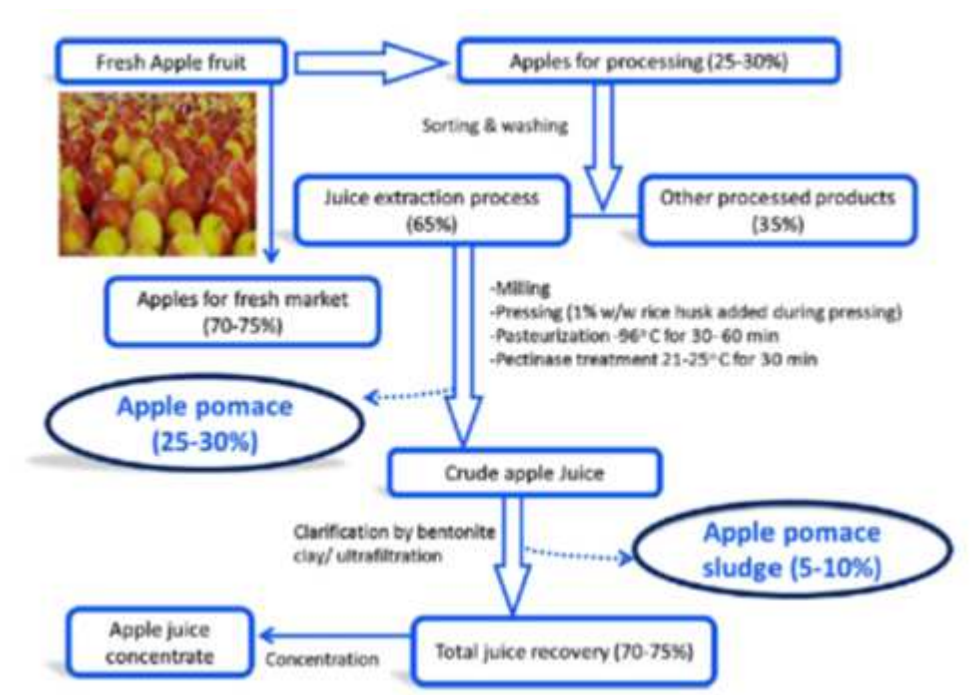 Fresh Apple fruit
Apples for processing (25-30%)
Sorting & washing
Juice extraction process
(65%)
Other processed products
(35%)
Apples for fresh market
(70-75%)
-Milling
-Pressing (1% w/w rice husk added during pressing)
-Pasteurization -96°C for 30- 60 min
-Pectinase treatment 21-25°C for 30 min
Apple pomace
(25-30%)
Crude apple Juice
Clarification by bentonite
clay/ ultrafiltration
Apple pomace
sludge (5-10%)
Apple juice
concentrate
Concentration
Total juice recovery (70-75%)